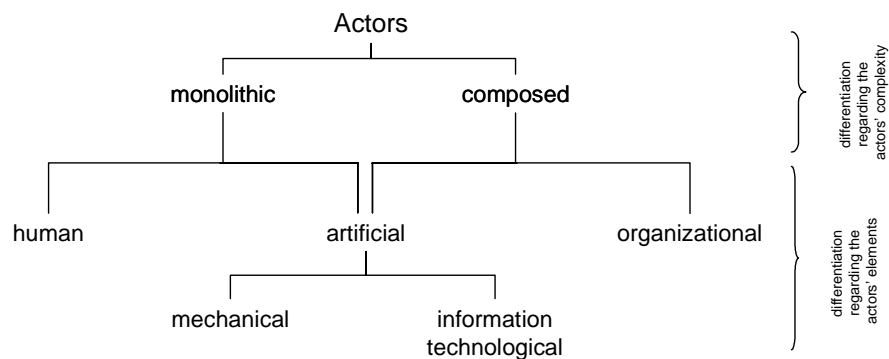 Actors
monolithic
composed
differentiation
regarding the
actors' complexity
human
artificial
organizational
differentiation
regarding the
actors' elements
mechanical
information
technological